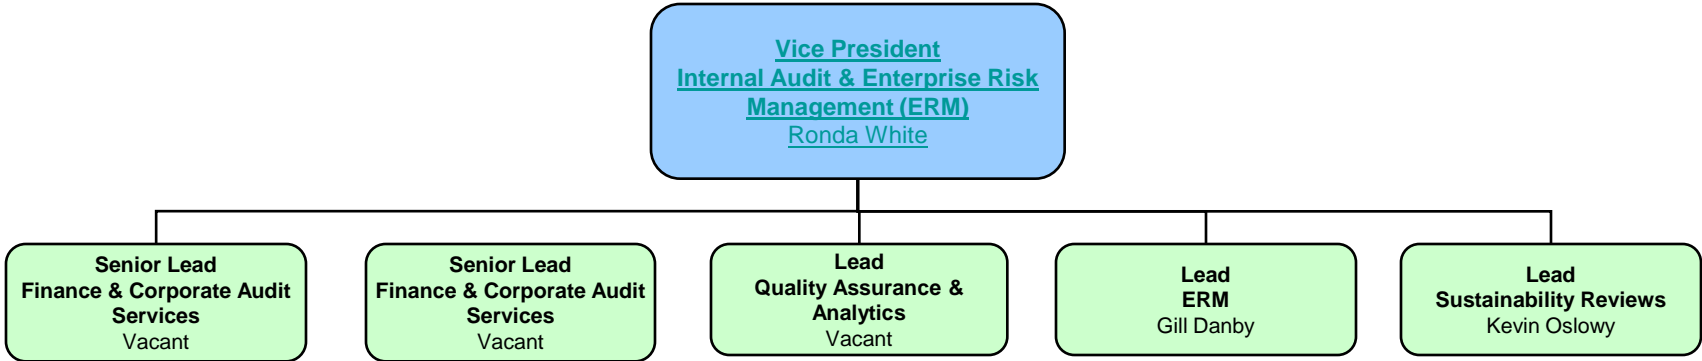 Vice President
Internal Audit & Enterprise Risk
Management (ERM)
Ronda White
Senior Lead
Finance & Corporate Audit
Services
Vacant
Senior Lead
Finance & Corporate Audit
Services
Vacant
Lead
Quality Assurance &
Analytics
Vacant
Lead
ERM
Gill Danby
Lead
Sustainability Reviews
Kevin Oslowy